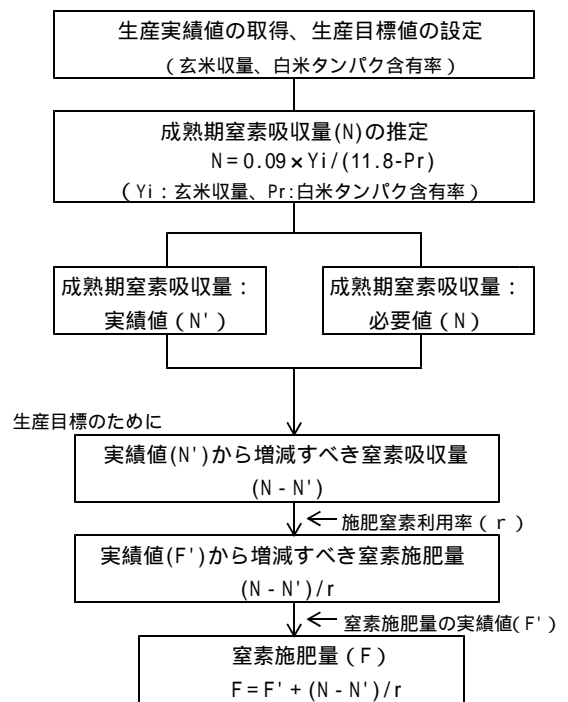 生産実績値の取得、生産目標値の設定
(玄米収量、白米タンパク含有率)
成熟期窒素吸収量(N)の推定
N=0.09×Yi/(11.8-Pr)
(Yi:玄米収量、Pr:白米タンパク含有率)
成熟期窒素吸収量:
実績値(N')
成熟期窒素吸収量:
必要値(N)
生産目標のために
実績値(N')から増減すべき窒素吸収量
(N-N')
施肥窒素利用率(r)
実績値(F')から増減すべき窒素施肥量
(N-N')/r
窒素施肥量の実績値(F')
窒素施肥量(F)
F=F'+(N-N')/r